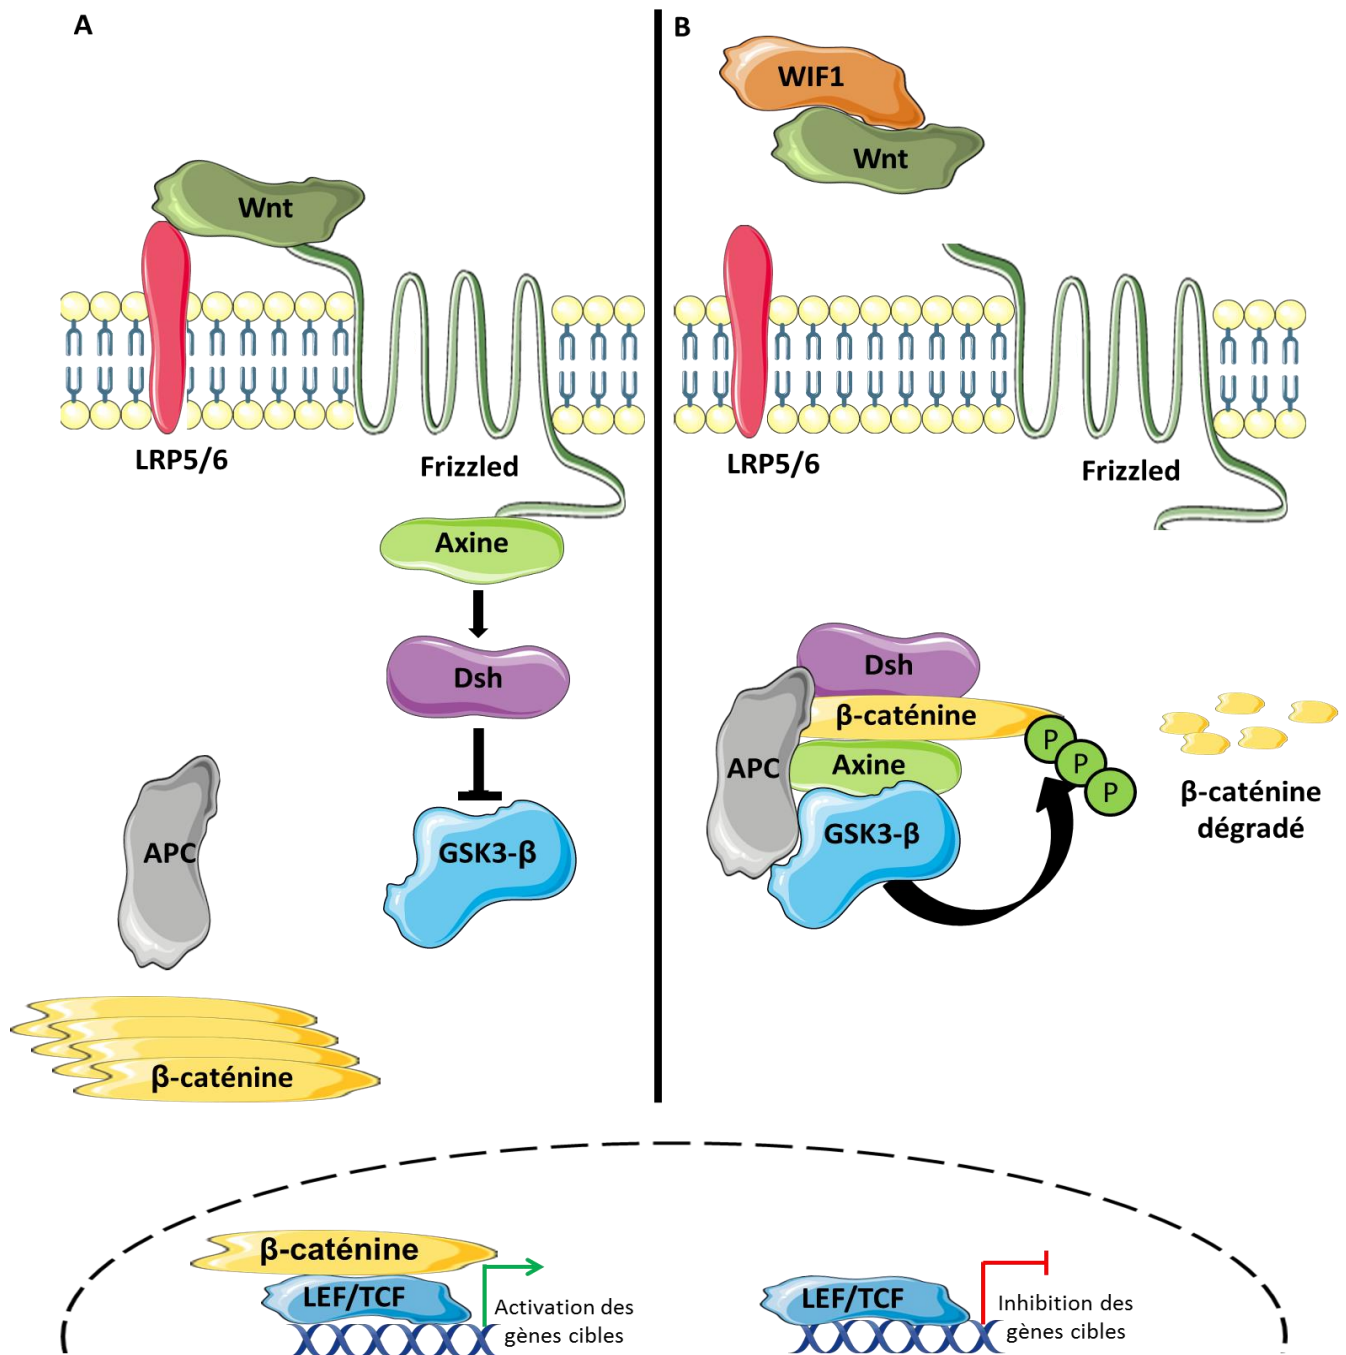 A
Wnt
LRP5/6
Frizzled
Axine
Dsh
APC
GSK3-β
β-caténine
β-caténine
LEF/TCF
Activation des
gènes cibles
B
WIF1
Wnt
LRP5/6
Frizzled
Dsh
β-caténine
P
P
P
APC
Axine
GSK3-β
β-caténine
dégradé
LEF/TCF
Inhibition des
gènes cibles